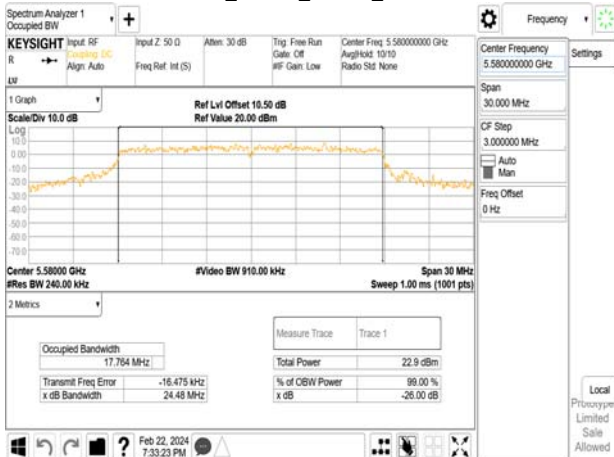 Spectrum Analyzer 1
Occupied BW
Frequency
KEYSIGHT
Input: RF
Coupling: DC
Align: Auto
Input Z: 50 Ω
Freq Ref: Int (S)
Atten: 30 dB
Trig: Free Run
Gate: Off
#IF Gain: Low
Center Freq: 5.580000000 GHz
Avg|Hold: 10/10
Radio Std: None
R
LV
Center Frequency
5.580000000 GHz
Settings
Span
30.000 MHz
CF Step
3.000000 MHz
Auto
Man
Freq Offset
0 Hz
1 Graph
Scale/Div 10.0 dB
Ref Lvl Offset 10.50 dB
Ref Value 20.00 dBm
Log
10.0
0.00
-10.0
-20.0
-30.0
-40.0
-50.0
-60.0
-70.0
Center 5.58000 GHz
#Res BW 240.00 kHz
#Video BW 910.00 kHz
Span 30 MHz
Sweep 1.00 ms (1001 pts)
2 Metrics
Measure Trace
Trace 1
Occupied Bandwidth
17.764 MHz
Total Power
22.9 dBm
Transmit Freq Error
-16.475 kHz
% of OBW Power
99.00 %
x dB Bandwidth
24.48 MHz
x dB
-26.00 dB
Local
Prototype
Limited
Sale
Allowed
?
Feb 22, 2024
7:33:23 PM